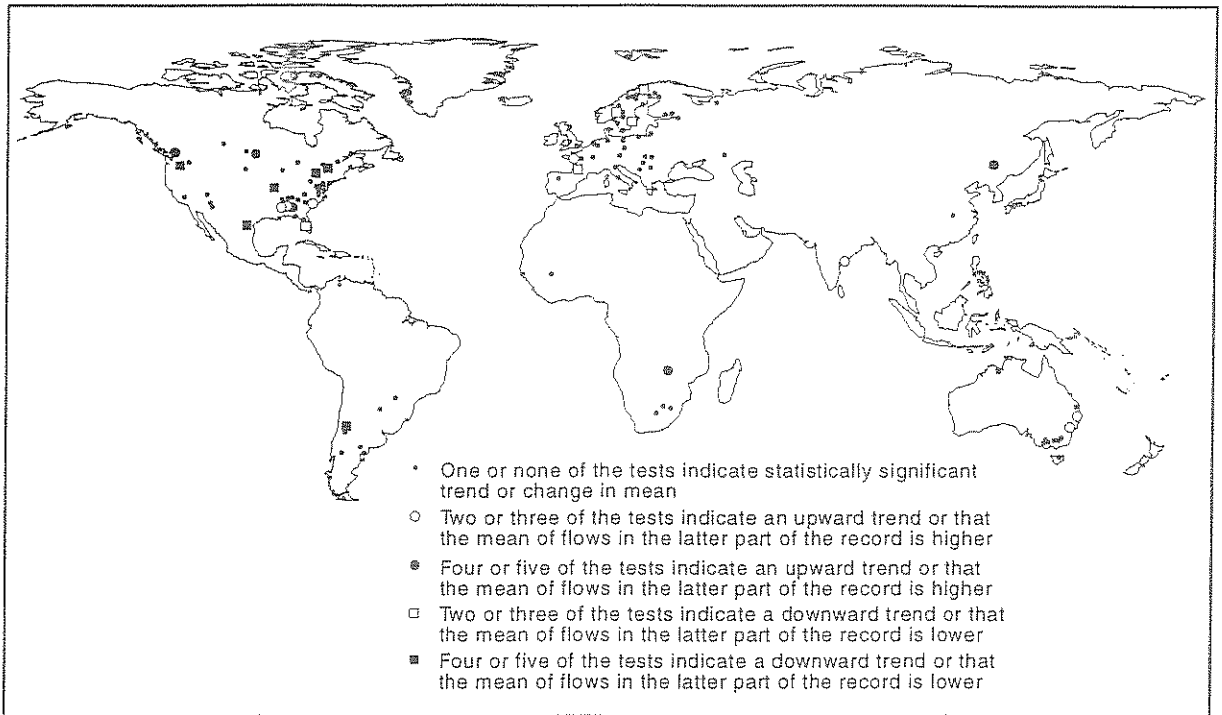 One or none of the tests indicate statistically significant
trend or change in mean
Two or three of the tests indicate an upward trend or that
the mean of flows in the latter part of the record is higher
Four or five of the tests indicate an upward trend or that
the mean of flows in the latter part of the record is higher
Two or three of the tests indicate a downward trend or that
the mean of flows in the latter part of the record is lower
Four or five of the tests indicate a downward trend or that
the mean of flows in the latter part of the record is lower